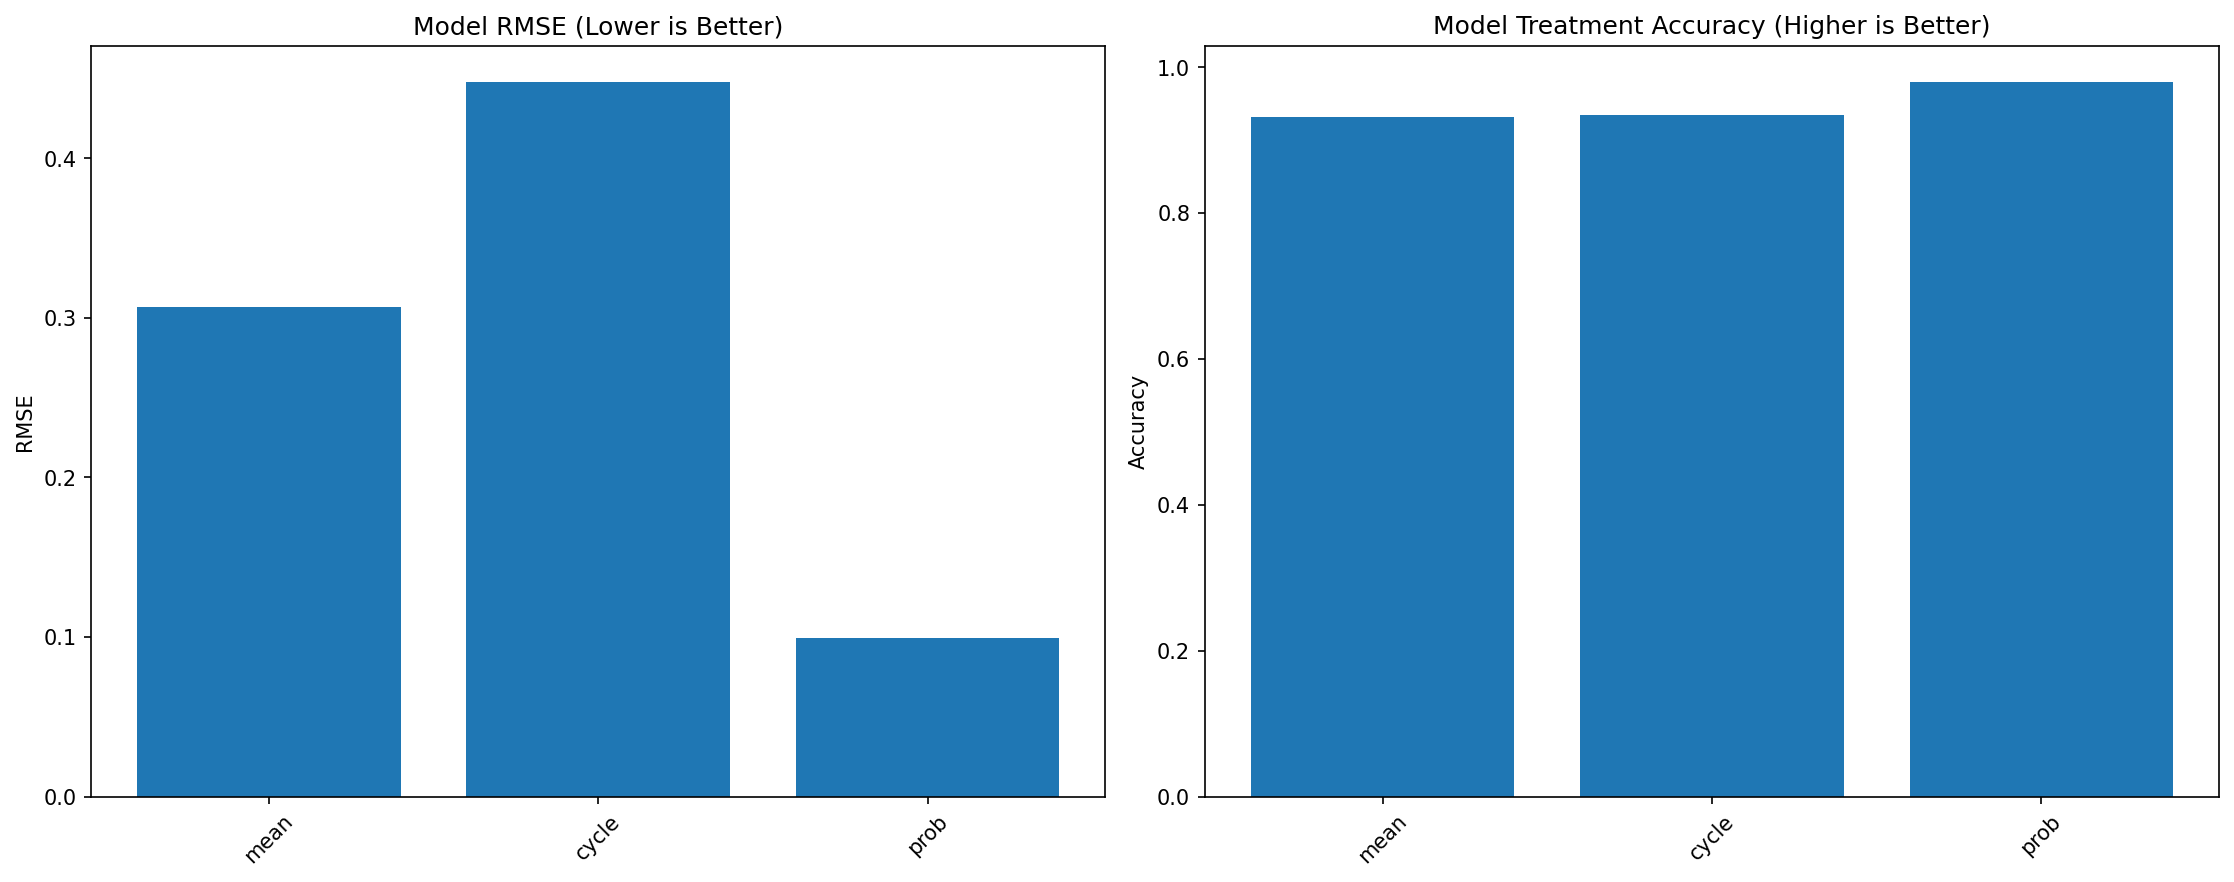 Model RMSE (Lower is Better)
RMSE
0.4
0.3
0.2
0.1
0.0
mean
cycle
prob
Model Treatment Accuracy (Higher is Better)
Accuracy
1.0
0.8
0.6
0.4
0.2
0.0
mean
cycle
prob